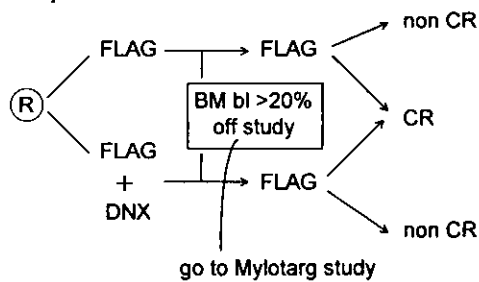 non CR
FLAG FLAG
R
BM bl >20%
off study
CR
FLAG
+
DNX
FLAG
non CR
go to Mylotarg study